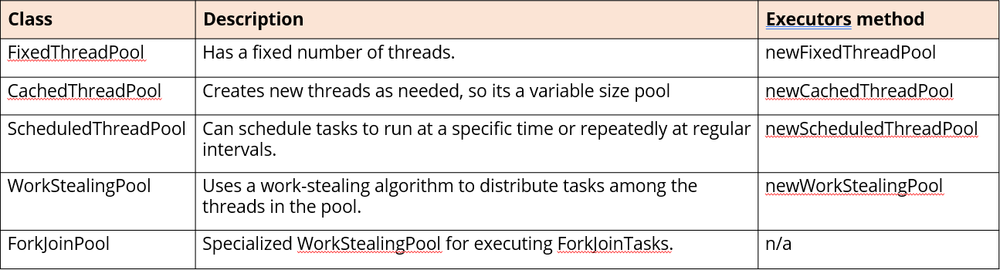 Class Description Executors method
FixedThreadPool Has a fixed number of threads. newFixedThreadPool
CachedThreadPool Creates new threads as needed, so its a variable size pool newCachedThreadPool
ScheduledThreadPool Can schedule tasks to run at a specific time or repeatedly at regular newScheduledThreadPool
intervals.
WorkStealingPool Uses a work-stealing algorithm to distribute tasks among the newWorkStealingPool
threads in the pool.
ForkJoinPool Specialized WorkStealingPool for executing ForkJoinTasks. n/a